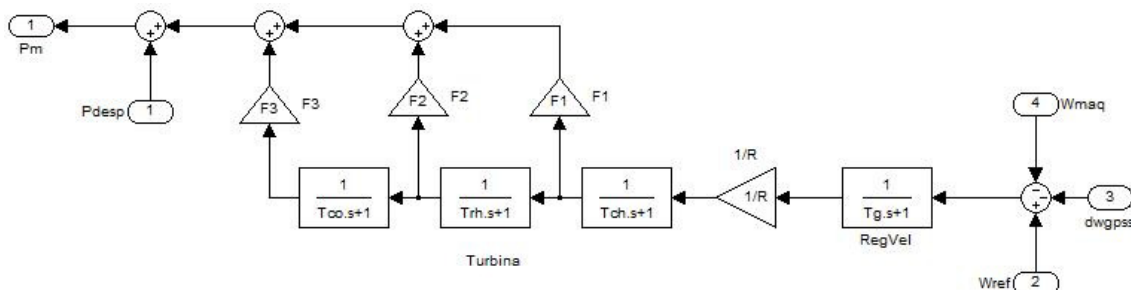 1
Pm
Pdesp
1
F3
F3
F2
F2
F1
F1
4
Wmaq
1/R
1/R
1
Tco.s+1
1
Trh.s+1
1
Tch.s+1
1
Tg.s+1
RegVel
3
dwgpss
Turbina
Wref
2